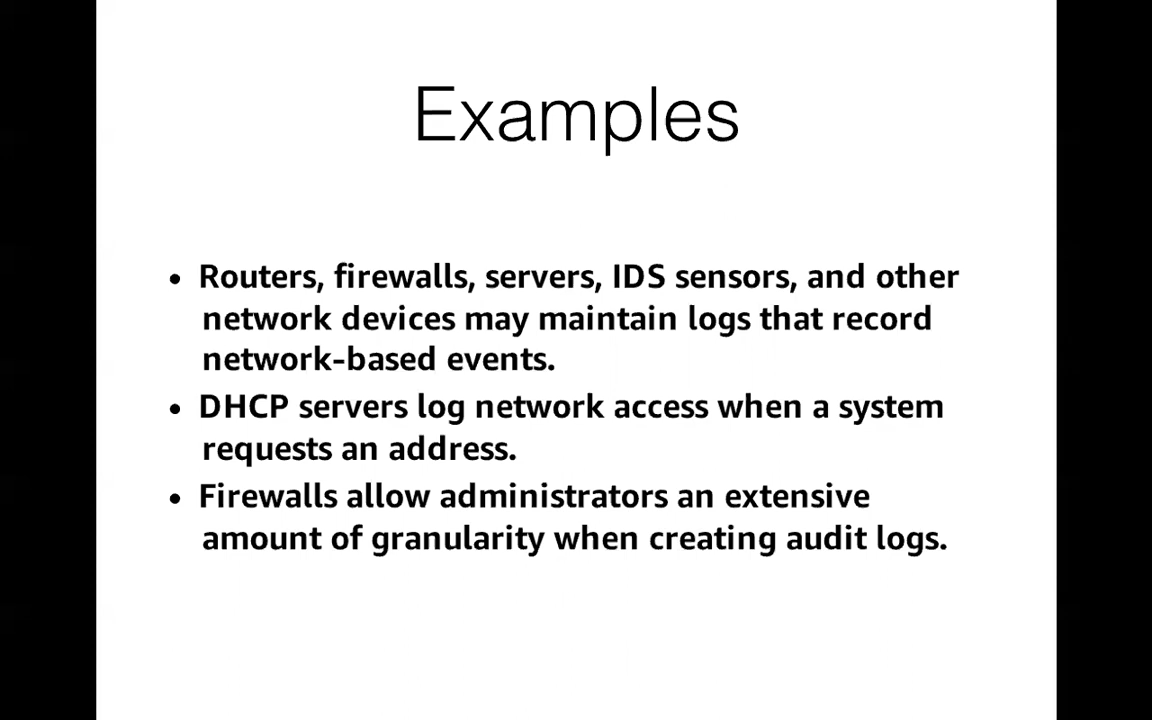 Examples
• Routers, firewalls, servers, IDS sensors, and other
network devices may maintain logs that record
network-based events.
• DHCP servers log network access when a system
requests an address.
• Firewalls allow administrators an extensive
amount of granularity when creating audit logs.